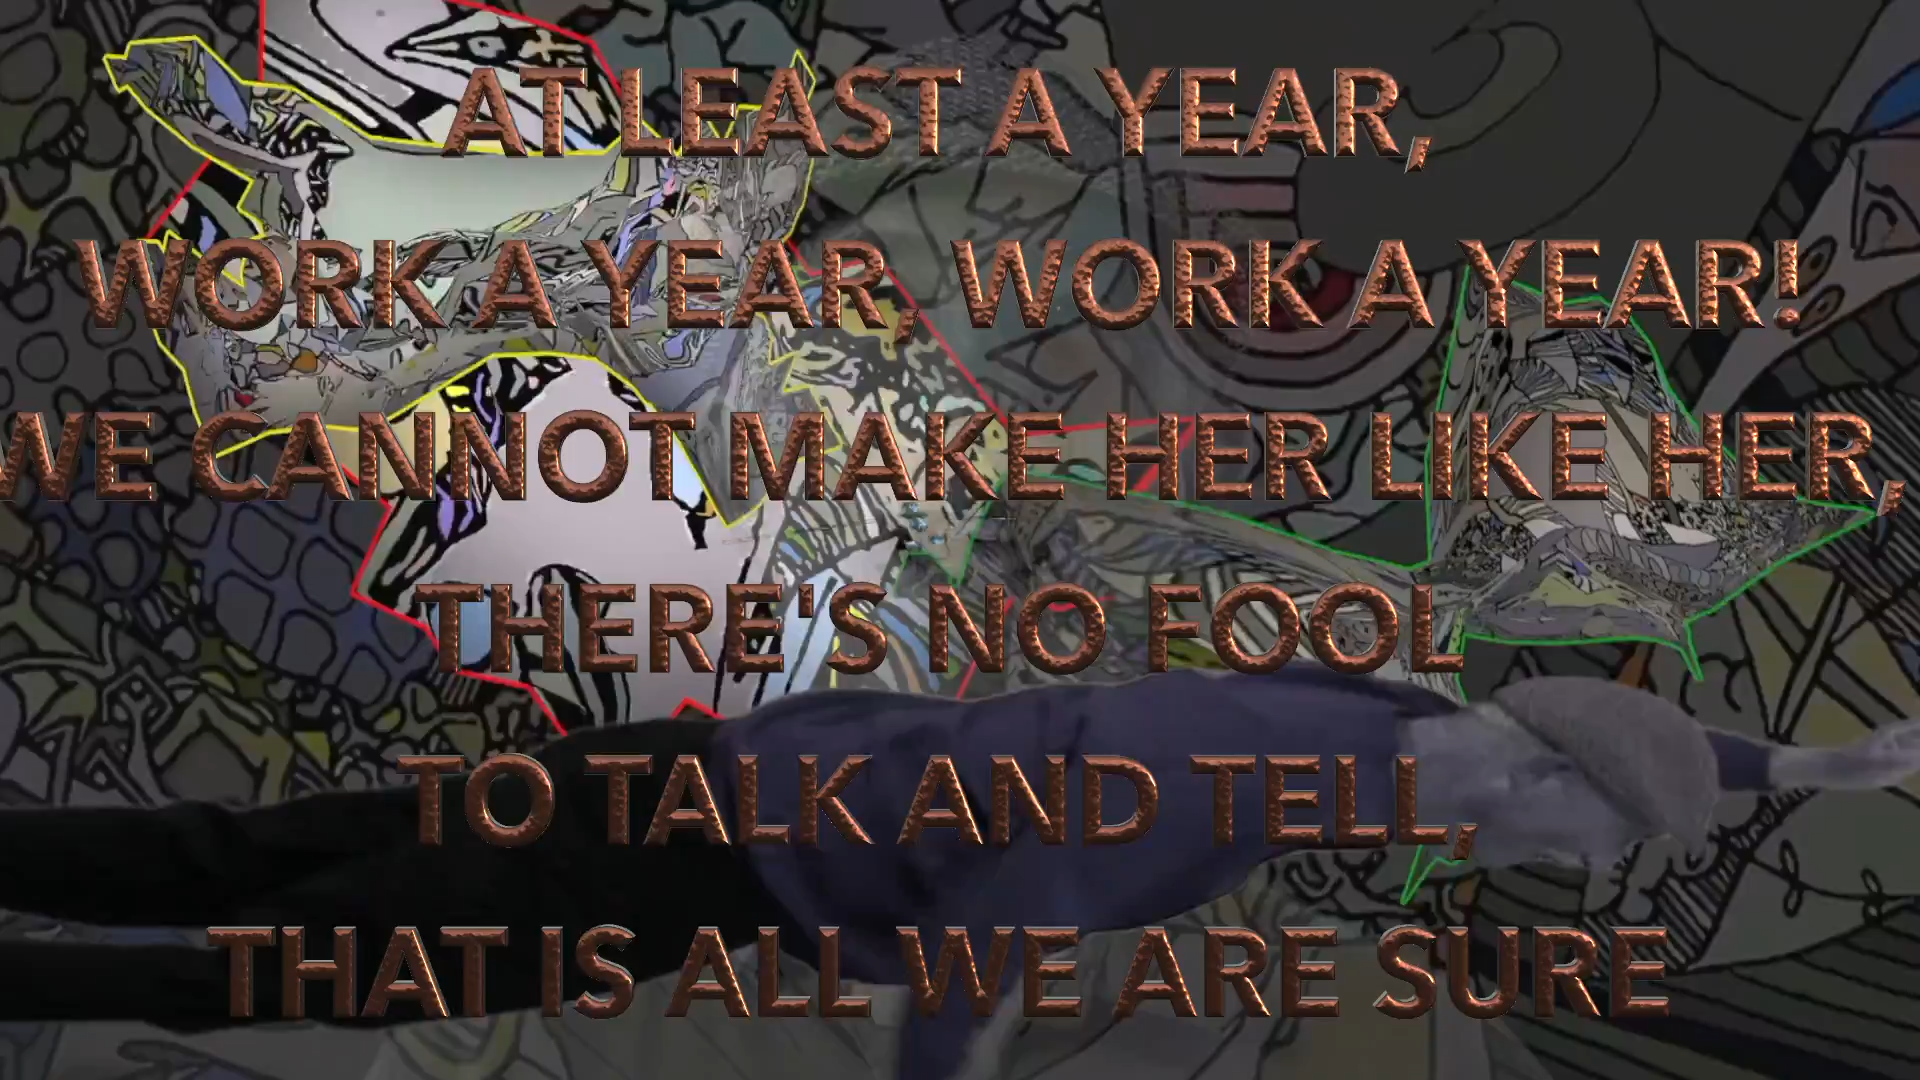 AT LEAST A YEAR,
WORK A YEAR, WORK A YEAR!
WE CANNOT MAKE HER LIKE HER,
THERE'S NO FOOL
TO TALK AND TELL,
THAT IS ALL WE ARE SURE